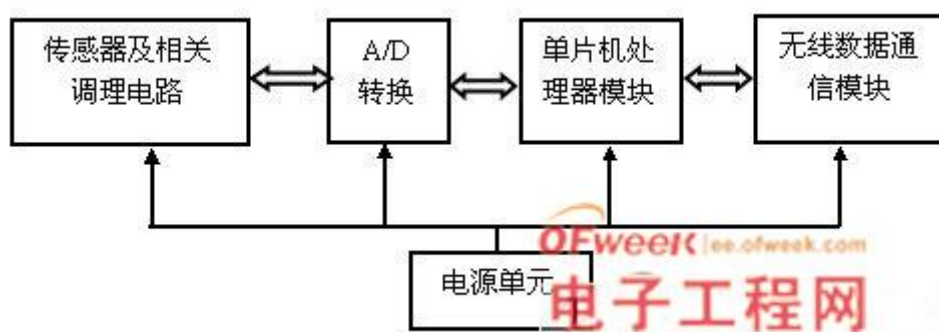 传感器及相关
调理电路
A/D
转换
单片机处
理器模块
无线数据通
信模块
电源单元
OFweek | ee.ofweek.com
电子工程网